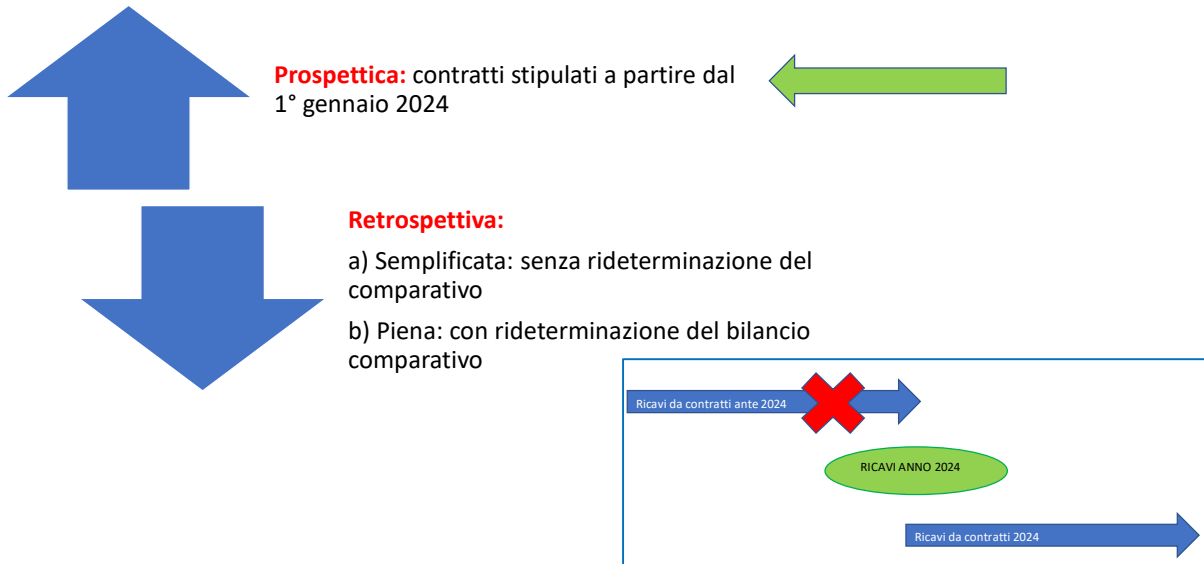 Prospettica: contratti stipulati a partire dal
1° gennaio 2024
Retrospettiva:
a) Semplificata: senza rideterminazione del
comparativo
b) Piena: con rideterminazione del bilancio
comparativo
Ricavi da contratti ante 2024
RICAVI ANNO 2024
Ricavi da contratti 2024